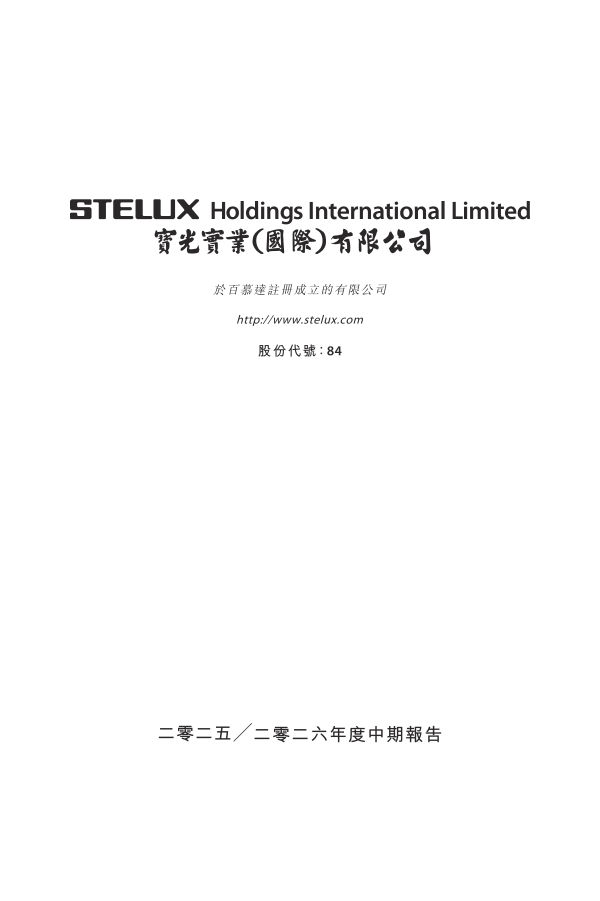 STELUX Holdings International Limited
寶光實業(國際)有限公司
於百慕達註冊成立的有限公司
http://www.stelux.com
股份代號：84
二零二五／二零二六年度中期報告